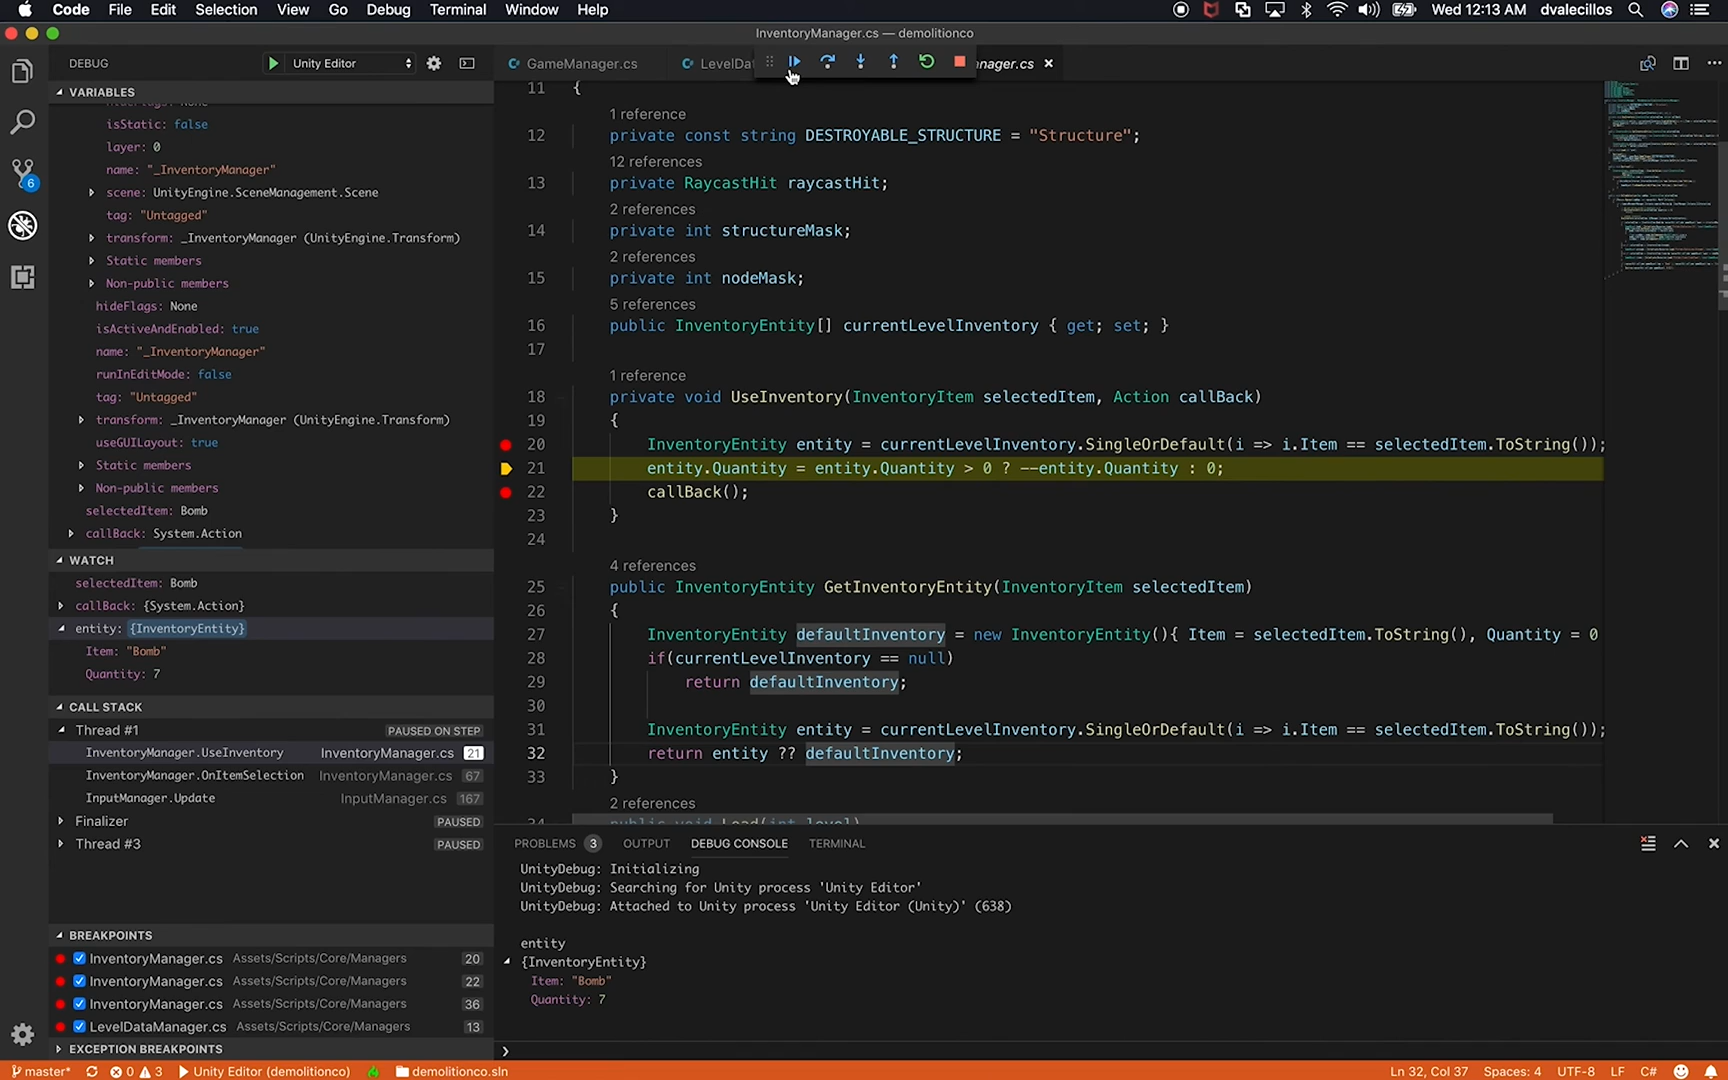 Code File Edit Selection View Go Debug Terminal Window Help Wed 12:13 AM dvalecillos
InventoryManager.cs — demolitionco
DEBUG Unity Editor
GameManager.cs LevelDat anager.cs
VARIABLES
isStatic: false
layer: 0
name: "_InventoryManager"
scene: UnityEngine.SceneManagement.Scene
tag: "Untagged"
transform: _InventoryManager (UnityEngine.Transform)
Static members
Non-public members
hideFlags: None
isActiveAndEnabled: true
name: "_InventoryManager"
runInEditMode: false
tag: "Untagged"
transform: _InventoryManager (UnityEngine.Transform)
useGUILayout: true
Static members
Non-public members
selectedItem: Bomb
callBack: System.Action
WATCH
selectedItem: Bomb
callBack: {System.Action}
entity: {InventoryEntity}
Item: "Bomb"
Quantity: 7
CALL STACK
Thread #1 PAUSED ON STEP
InventoryManager.UseInventory InventoryManager.cs 21
InventoryManager.OnItemSelection InventoryManager.cs 67
InputManager.Update InputManager.cs 167
Finalizer PAUSED
Thread #3 PAUSED
BREAKPOINTS
InventoryManager.cs Assets/Scripts/Core/Managers 20
InventoryManager.cs Assets/Scripts/Core/Managers 22
InventoryManager.cs Assets/Scripts/Core/Managers 36
LevelDataManager.cs Assets/Scripts/Core/Managers 13
EXCEPTION BREAKPOINTS
11 {
1 reference
12 private const string DESTROYABLE_STRUCTURE = "Structure";
12 references
13 private RaycastHit raycastHit;
2 references
14 private int structureMask;
2 references
15 private int nodeMask;
5 references
16 public InventoryEntity[] currentLevelInventory { get; set; }
17
1 reference
18 private void UseInventory(InventoryItem selectedItem, Action callBack)
19 {
20 InventoryEntity entity = currentLevelInventory.SingleOrDefault(i => i.Item == selectedItem.ToString());
21 entity.Quantity = entity.Quantity > 0 ? --entity.Quantity : 0;
22 callBack();
23 }
24
4 references
25 public InventoryEntity GetInventoryEntity(InventoryItem selectedItem)
26 {
27 InventoryEntity defaultInventory = new InventoryEntity(){ Item = selectedItem.ToString(), Quantity = 0
28 if(currentLevelInventory == null)
29 return defaultInventory;
30
31 InventoryEntity entity = currentLevelInventory.SingleOrDefault(i => i.Item == selectedItem.ToString());
32 return entity ?? defaultInventory;
33 }
2 references
public void Load(int level)
PROBLEMS 3 OUTPUT DEBUG CONSOLE TERMINAL
UnityDebug: Initializing
UnityDebug: Searching for Unity process 'Unity Editor'
UnityDebug: Attached to Unity process 'Unity Editor (Unity)' (638)
entity
{InventoryEntity}
Item: "Bomb"
Quantity: 7
6
master* 0 3 Unity Editor (demolitionco) demolitionco.sln Ln 32, Col 37 Spaces: 4 UTF-8 LF C#